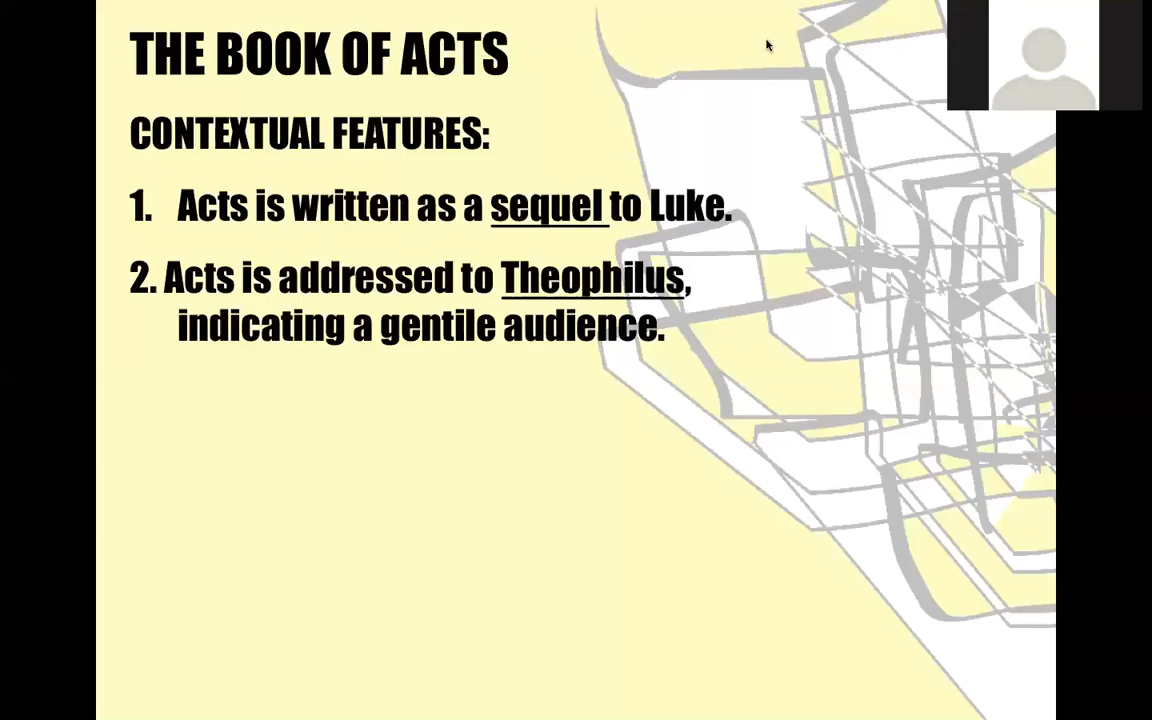 THE BOOK OF ACTS
CONTEXTUAL FEATURES:
1. Acts is written as a sequel to Luke.
2. Acts is addressed to Theophilus,
indicating a gentile audience.